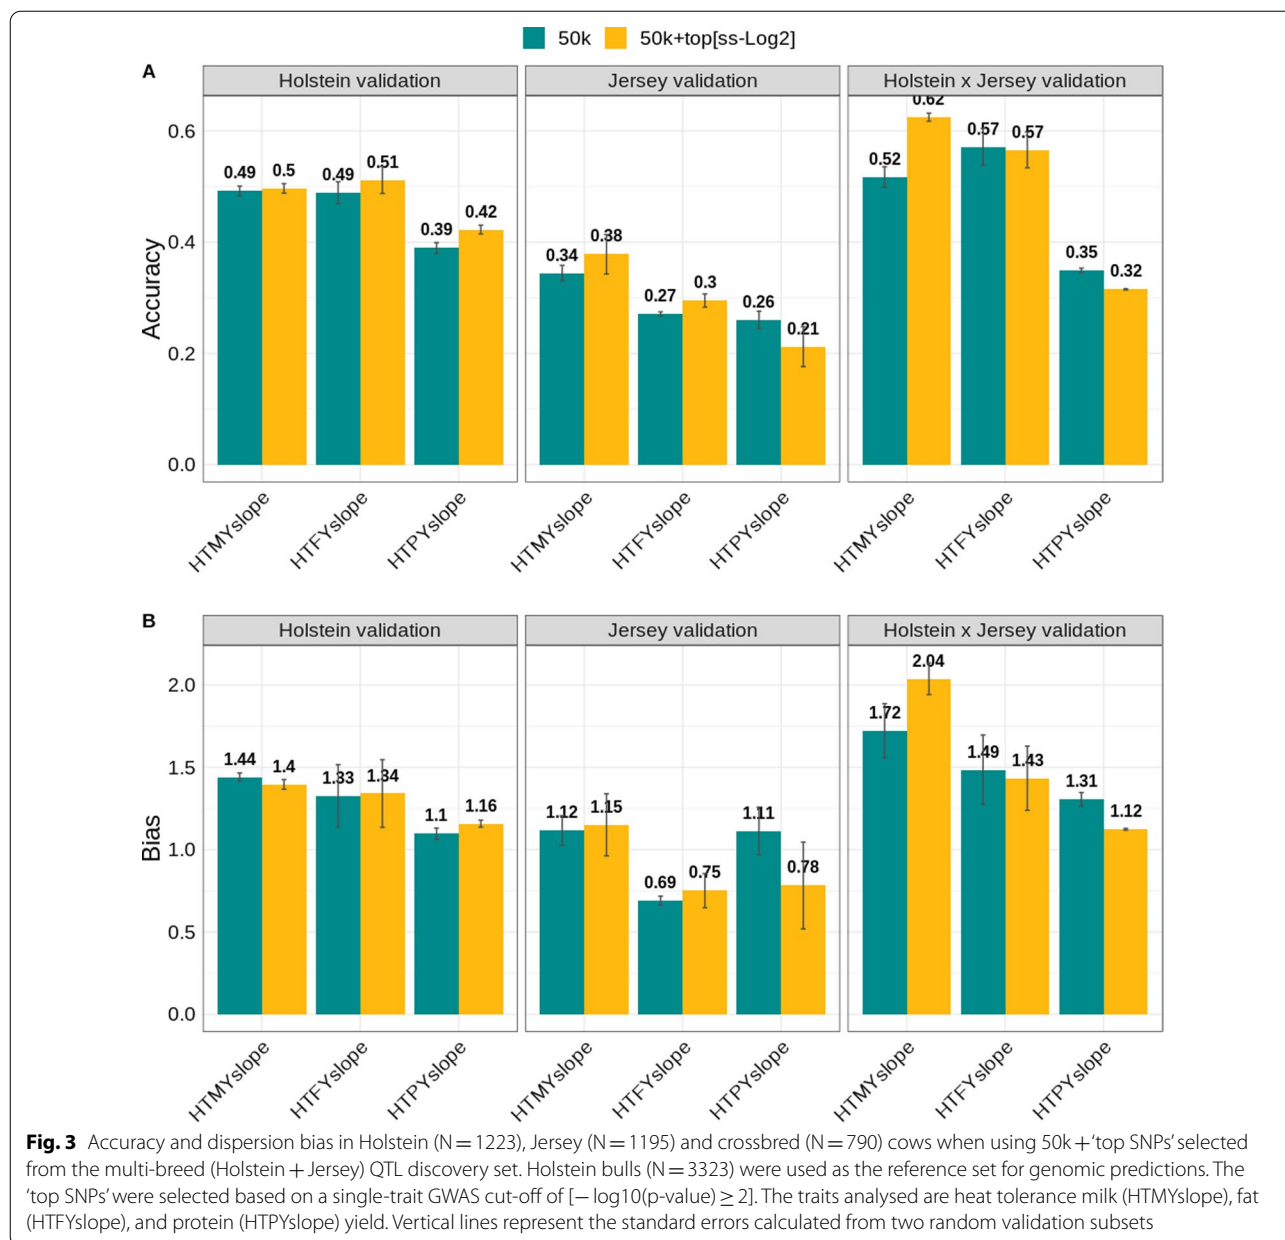 50k 50k+top[ss-Log2]
A
Holstein validation Jersey validation Holstein x Jersey validation
Accuracy
0.6
0.4
0.2
0.0
0.49 0.5 0.49 0.51 0.39 0.42
0.34 0.38 0.27 0.3 0.26 0.21
0.52 0.62 0.57 0.57 0.35 0.32
HTMYslope HTFYslope HTPYslope HTMYslope HTFYslope HTPYslope HTMYslope HTFYslope HTPYslope
B
Holstein validation Jersey validation Holstein x Jersey validation
Bias
2.0
1.5
1.0
0.5
0.0
1.44 1.4 1.33 1.34 1.1 1.16
1.12 1.15 0.69 0.75 1.11 0.78
1.72 2.04 1.49 1.43 1.31 1.12
HTMYslope HTFYslope HTPYslope HTMYslope HTFYslope HTPYslope HTMYslope HTFYslope HTPYslope
Fig. 3 Accuracy and dispersion bias in Holstein (N = 1223), Jersey (N = 1195) and crossbred (N = 790) cows when using 50k + ‘top SNPs’ selected
from the multi-breed (Holstein + Jersey) QTL discovery set. Holstein bulls (N = 3323) were used as the reference set for genomic predictions. The
‘top SNPs’ were selected based on a single-trait GWAS cut-off of [− log10(p-value) ≥ 2]. The traits analysed are heat tolerance milk (HTMYslope), fat
(HTFYslope), and protein (HTPYslope) yield. Vertical lines represent the standard errors calculated from two random validation subsets